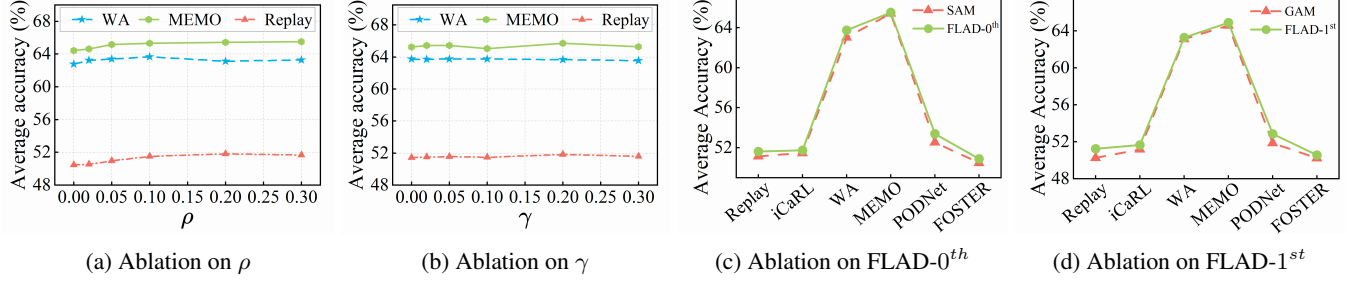 WA MEMO Replay
Average accuracy (%)
68
64
60
56
52
48
0.00 0.02 0.05 0.10 0.15 0.20 0.25 0.30
ρ
(a) Ablation on ρ
WA MEMO Replay
Average accuracy (%)
68
64
60
56
52
48
0.00 0.05 0.10 0.15 0.20 0.25 0.30
γ
(b) Ablation on γ
SAM
FLAD-0th
Average Accuracy (%)
64
60
56
52
Replay iCaRL WA MEMO PODNet FOSTER
(c) Ablation on FLAD-0th
GAM
FLAD-1st
Average Accuracy (%)
68
64
60
56
52
48
Replay iCaRL WA MEMO PODNet FOSTER
(d) Ablation on FLAD-1st